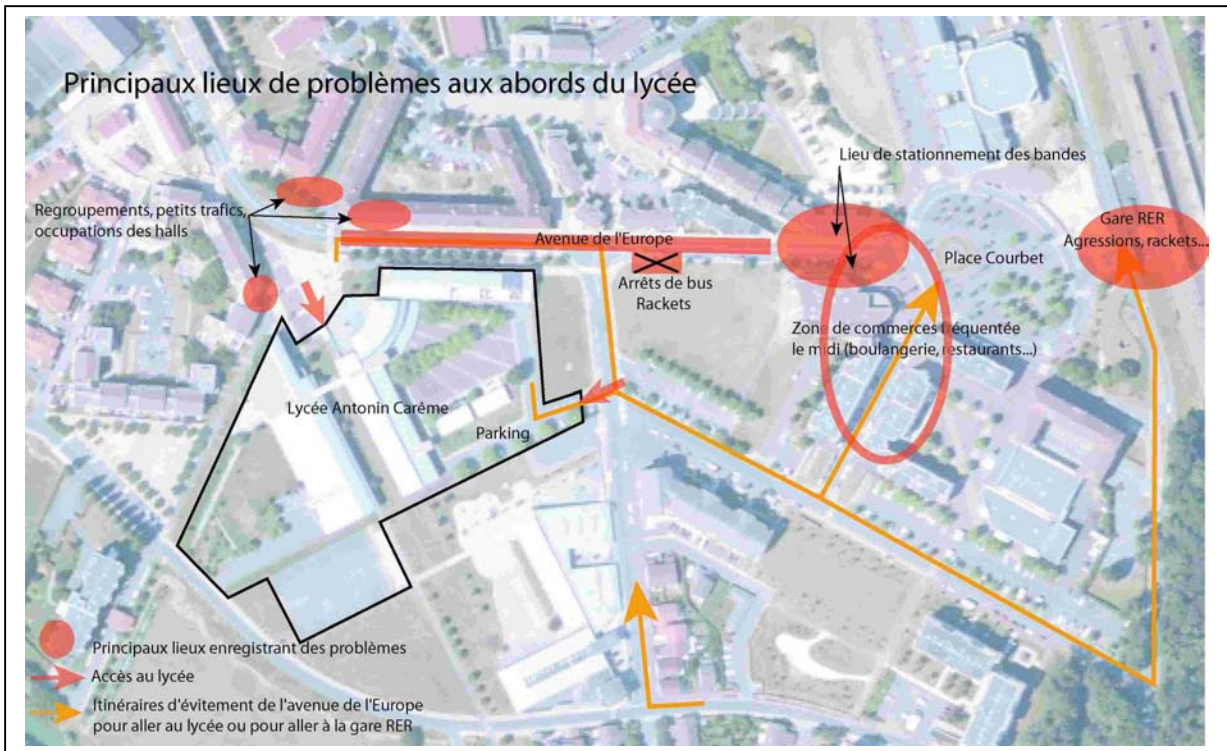 Principaux lieux de problèmes aux abords du lycée
Lieu de stationnement des bandes
Regroupements, petits trafics,
occupations des halls
Avenue de l'Europe
Gare RER
Agressions, rackets...
Place Courbet
Arrêts de bus
Rackets
Zone de commerces fréquentée
le midi (boulangerie, restaurants...)
Lycée Antonin Carême
Parking
Principaux lieux enregistrant des problèmes
Accès au lycée
Itinéraires d'évitement de l'avenue de l'Europe
pour aller au lycée ou pour aller à la gare RER